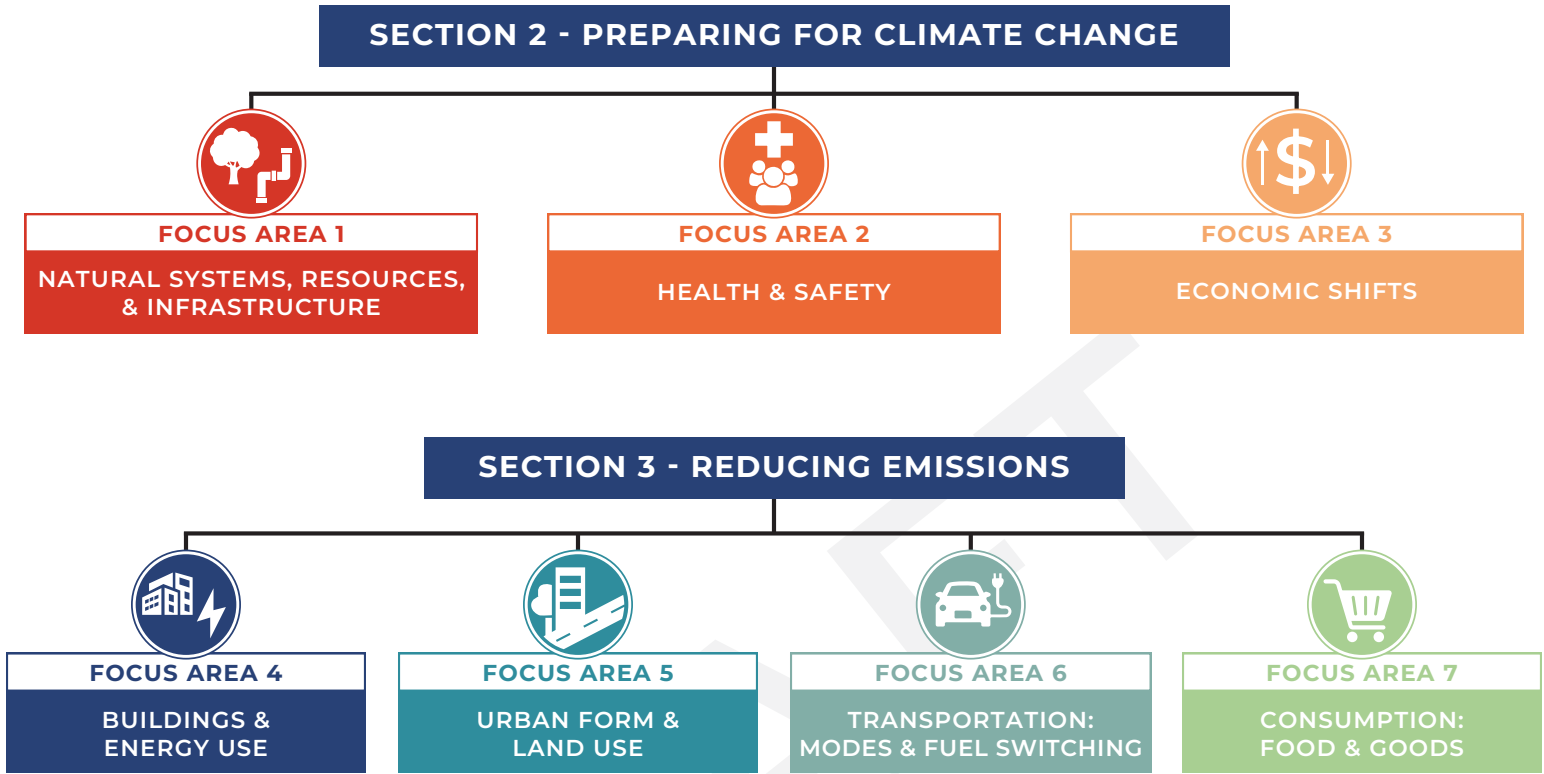 SECTION 2 - PREPARING FOR CLIMATE CHANGE
FOCUS AREA 1
NATURAL SYSTEMS, RESOURCES,
& INFRASTRUCTURE
FOCUS AREA 2
HEALTH & SAFETY
FOCUS AREA 3
ECONOMIC SHIFTS
SECTION 3 - REDUCING EMISSIONS
FOCUS AREA 4
BUILDINGS &
ENERGY USE
FOCUS AREA 5
URBAN FORM &
LAND USE
FOCUS AREA 6
TRANSPORTATION:
MODES & FUEL SWITCHING
FOCUS AREA 7
CONSUMPTION:
FOOD & GOODS